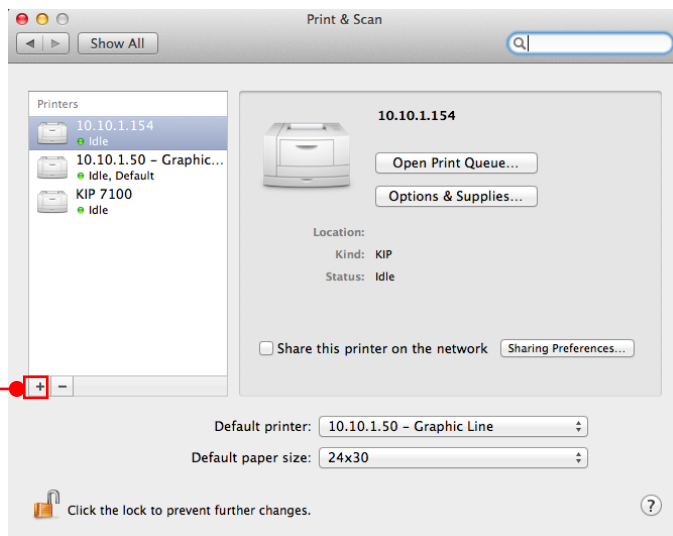 Print & Scan
Show All
Printers
10.10.1.154
Idle
10.10.1.50 – Graphic...
Idle, Default
KIP 7100
Idle
10.10.1.154
Open Print Queue...
Options & Supplies...
Location:
Kind: KIP
Status: Idle
Share this printer on the network Sharing Preferences...
+ −
Default printer: 10.10.1.50 – Graphic Line
Default paper size: 24x30
Click the lock to prevent further changes. ?